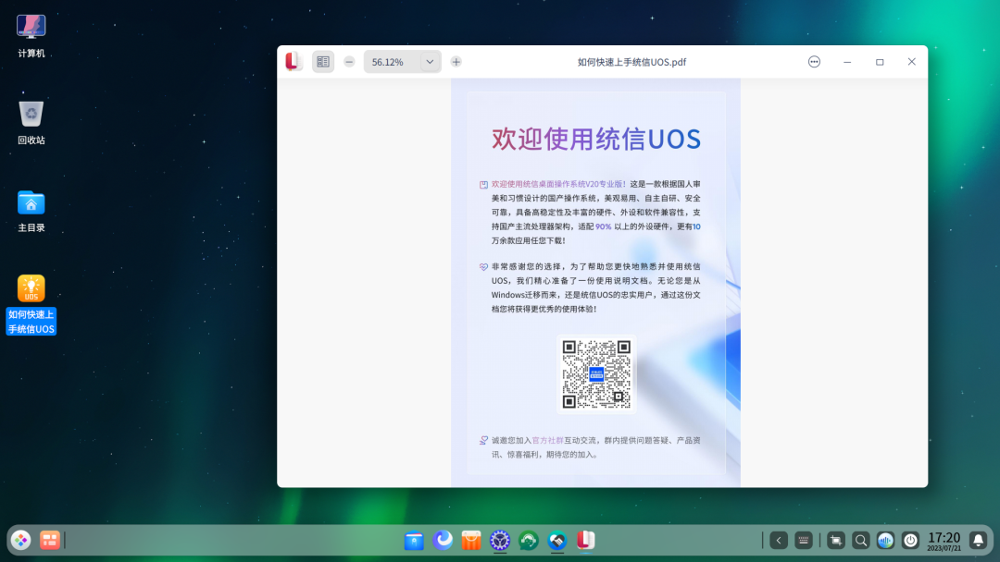 计算机
回收站
主目录
UOS
如何快速上
手统信UOS
56.12%
如何快速上手统信UOS.pdf
欢迎使用统信UOS
欢迎使用统信桌面操作系统V20专业版！这是一款根据国人审
美和习惯设计的国产操作系统，美观易用、自主自研、安全
可靠，具备高稳定性及丰富的硬件、外设和软件兼容性，支
持国产主流处理器架构，适配 90% 以上的外设硬件，更有10
万余款应用任您下载！
非常感谢您的选择，为了帮助您更快地熟悉并使用统信
UOS，我们精心准备了一份使用说明文档。无论您是从
Windows迁移而来，还是统信UOS的忠实用户，通过这份文
档您将获得更优秀的使用体验！
诚邀您加入官方社群互动交流，群内提供问题答疑、产品资
讯、惊喜福利，期待您的加入。
17:20
2023/07/21